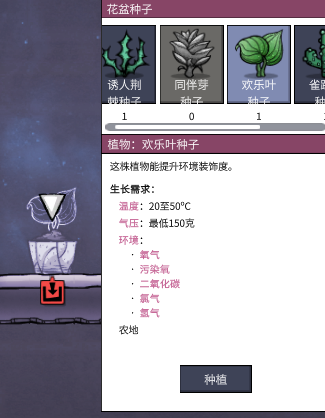 花盆种子
诱人荆
棘种子
同伴芽
种子
欢乐叶
种子
1
0
1
植物：欢乐叶种子
这株植物能提升环境装饰度。
生长需求：
温度：20至50ºC
气压：最低150克
环境：
· 氧气
· 污染氧
· 二氧化碳
· 氯气
· 氢气
农地
种植